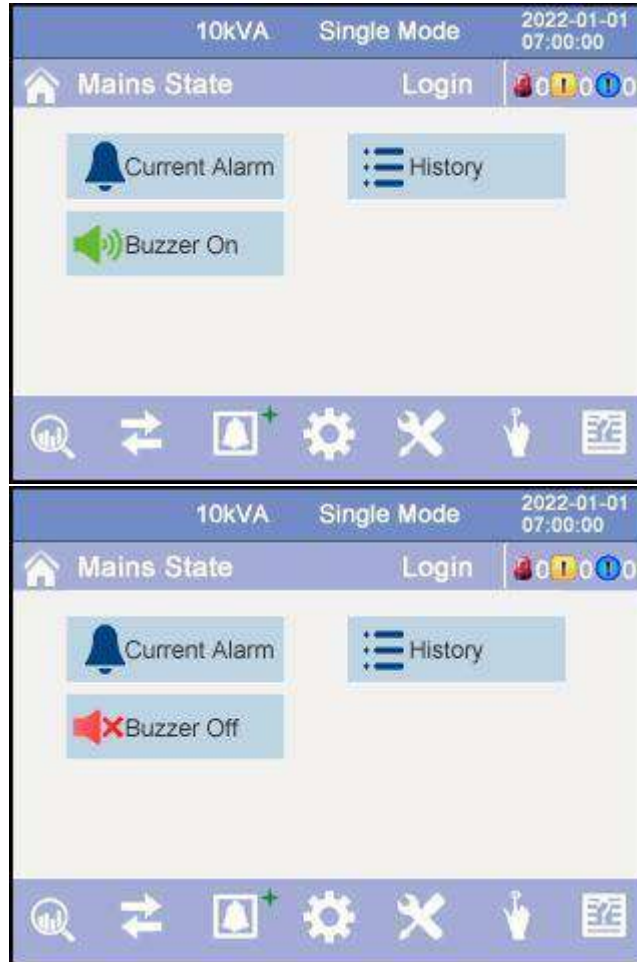 10kVA Single Mode 2022-01-01
07:00:00
Mains State Login 0 0 0
Current Alarm History
Buzzer On
10kVA Single Mode 2022-01-01
07:00:00
Mains State Login 0 0 0
Current Alarm History
Buzzer Off